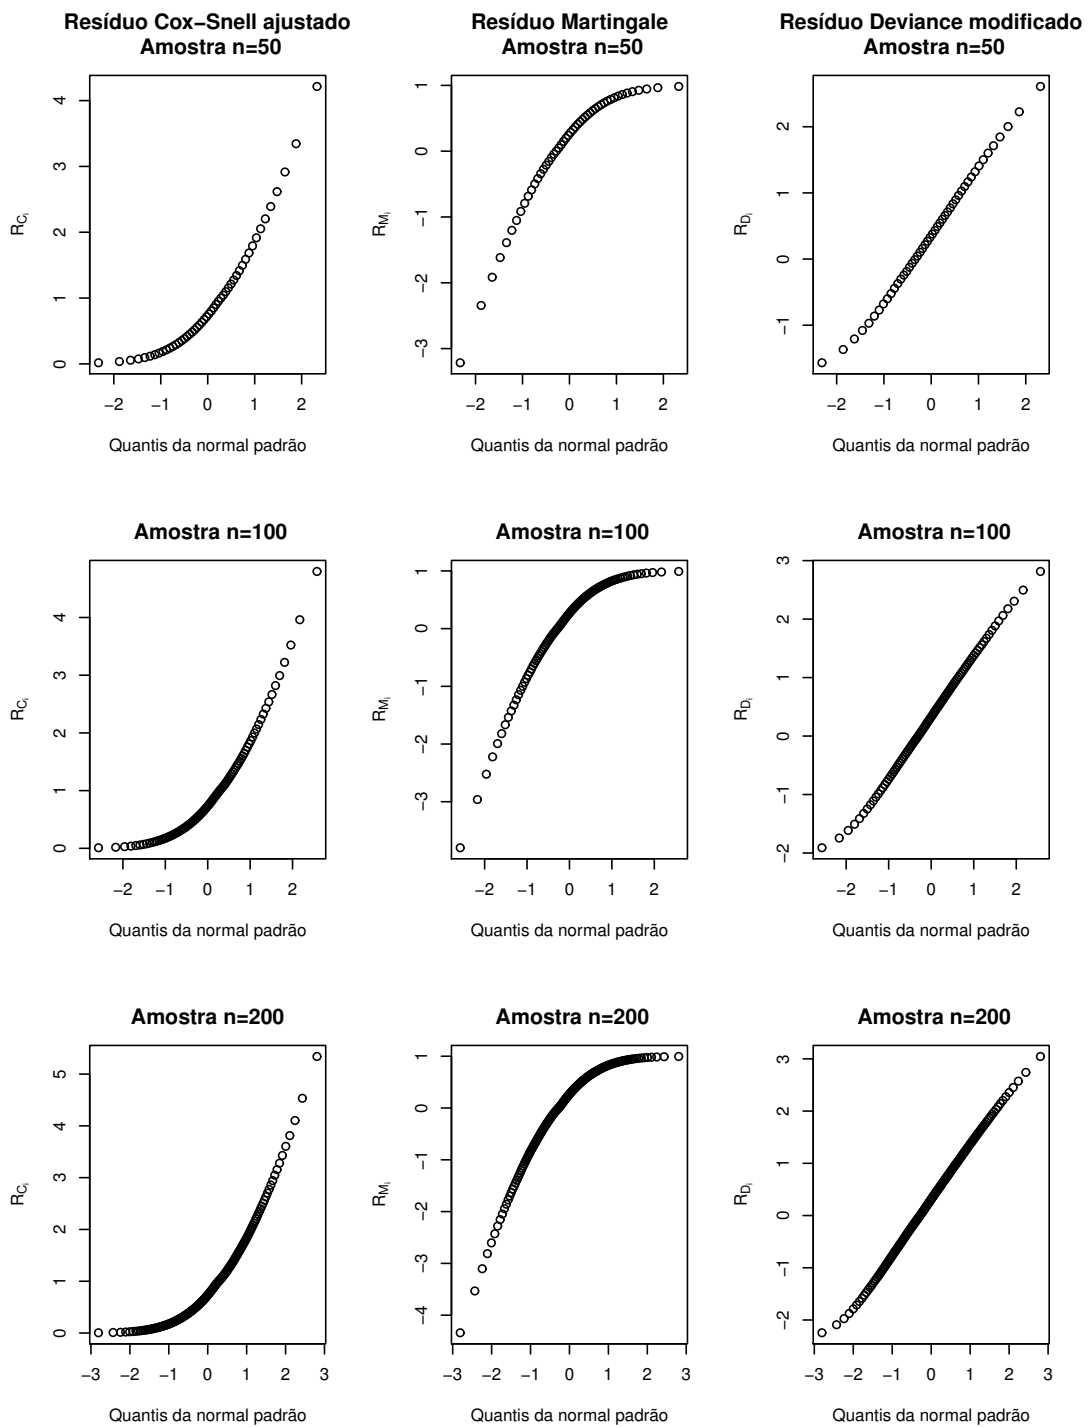 Resíduo Cox−Snell ajustado
Amostra n=50
Resíduo Martingale
Amostra n=50
Resíduo Deviance modificado
Amostra n=50
4
3
2
1
0
R_{C_i}
−2 −1 0 1 2
Quantis da normal padrão
1
0
−1
−2
−3
R_{M_i}
−2 −1 0 1 2
Quantis da normal padrão
2
1
0
−1
R_{D_i}
−2 −1 0 1 2
Quantis da normal padrão
Amostra n=100
4
3
2
1
0
R_{C_i}
−2 −1 0 1 2
Quantis da normal padrão
Amostra n=100
1
0
−1
−2
−3
R_{M_i}
−2 −1 0 1 2
Quantis da normal padrão
Amostra n=100
3
2
1
0
−1
−2
R_{D_i}
−2 −1 0 1 2
Quantis da normal padrão
Amostra n=200
5
4
3
2
1
0
R_{C_i}
−3 −2 −1 0 1 2 3
Quantis da normal padrão
Amostra n=200
1
0
−1
−2
−3
−4
R_{M_i}
−3 −2 −1 0 1 2 3
Quantis da normal padrão
Amostra n=200
3
2
1
0
−1
−2
R_{D_i}
−3 −2 −1 0 1 2 3
Quantis da normal padrão